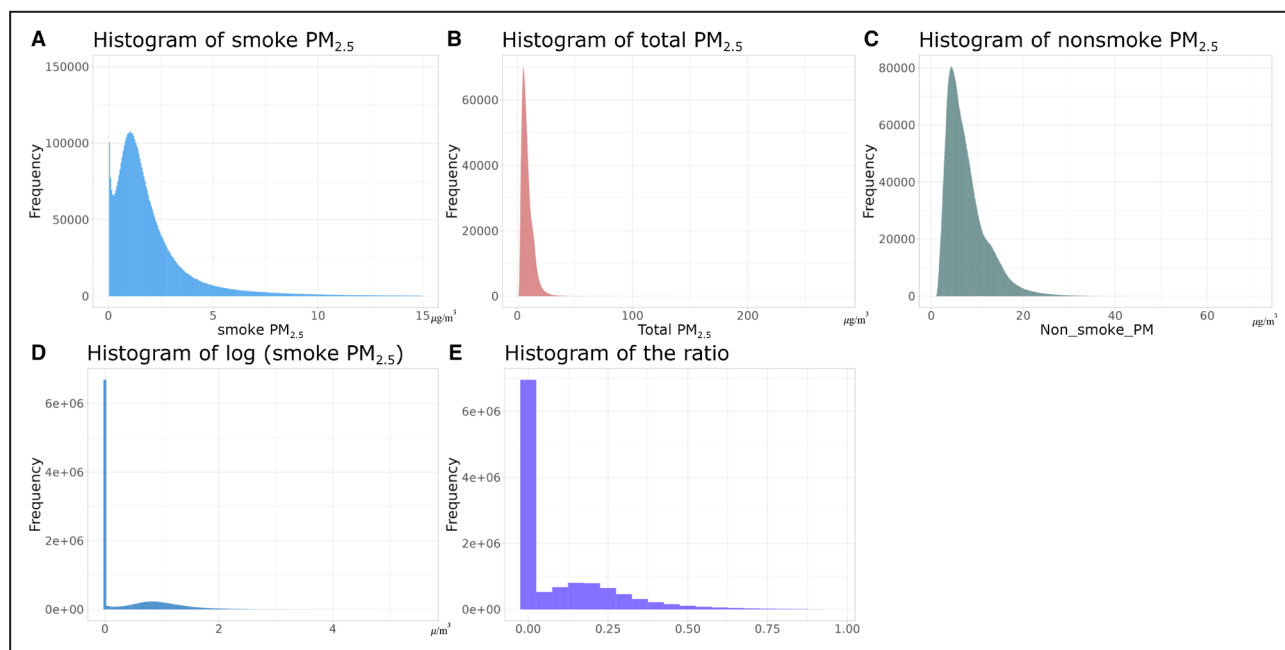 A Histogram of smoke PM2.5
150000
100000
50000
0
Frequency
0 5 10 15 μg/m³
smoke PM2.5
B Histogram of total PM2.5
60000
40000
20000
0
Frequency
0 100 200 μg/m³
Total PM2.5
C Histogram of nonsmoke PM2.5
80000
60000
40000
20000
0
Frequency
0 20 40 60 μg/m³
Non_smoke_PM
D Histogram of log (smoke PM2.5)
6e+06
4e+06
2e+06
0e+00
Frequency
0 2 4 μ/m³
E Histogram of the ratio
6e+06
4e+06
2e+06
0e+00
Frequency
0.00 0.25 0.50 0.75 1.00